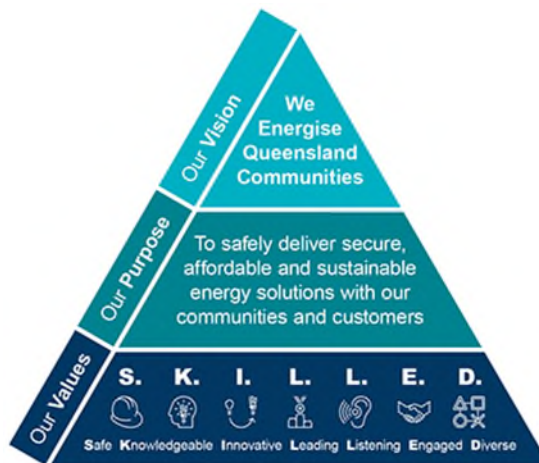 Our Vision
We
Energise
Queensland
Communities
Our Purpose
To safely deliver secure,
affordable and sustainable
energy solutions with our
communities and customers
Our Values
S. K. I. L. L. E. D.
Safe Knowledgeable Innovative Leading Listening Engaged Diverse